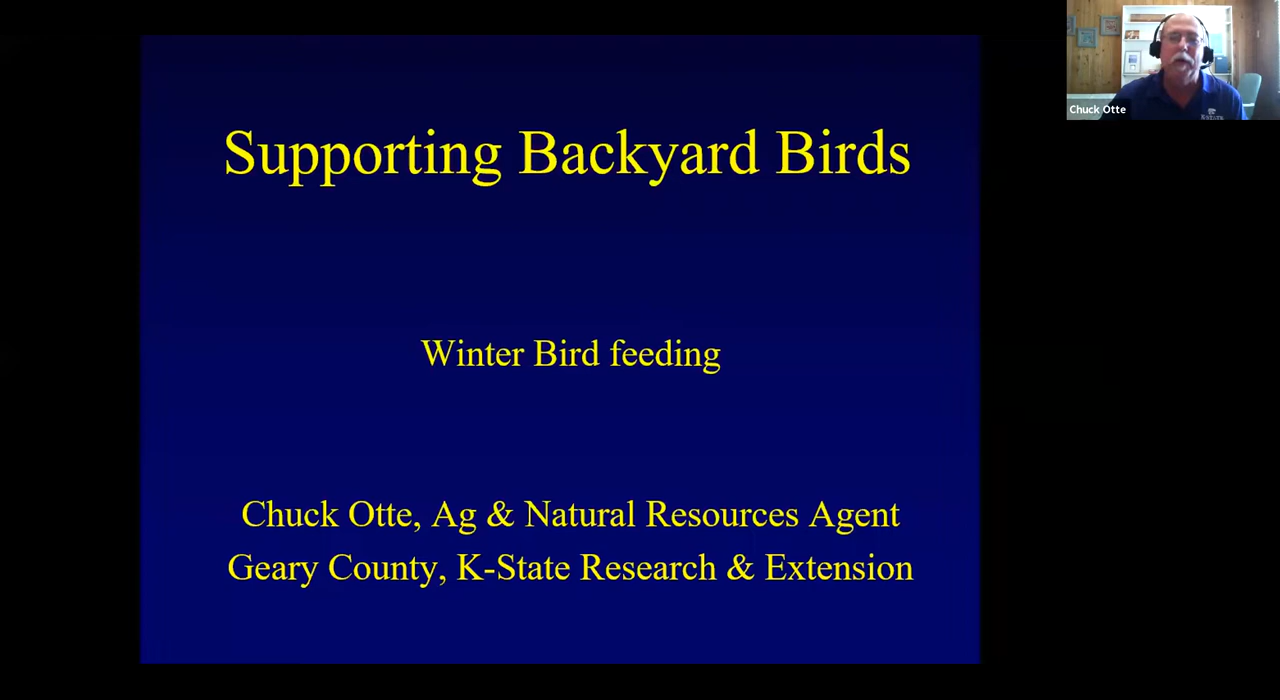 Supporting Backyard Birds
Winter Bird feeding
Chuck Otte, Ag & Natural Resources Agent
Geary County, K-State Research & Extension
Chuck Otte